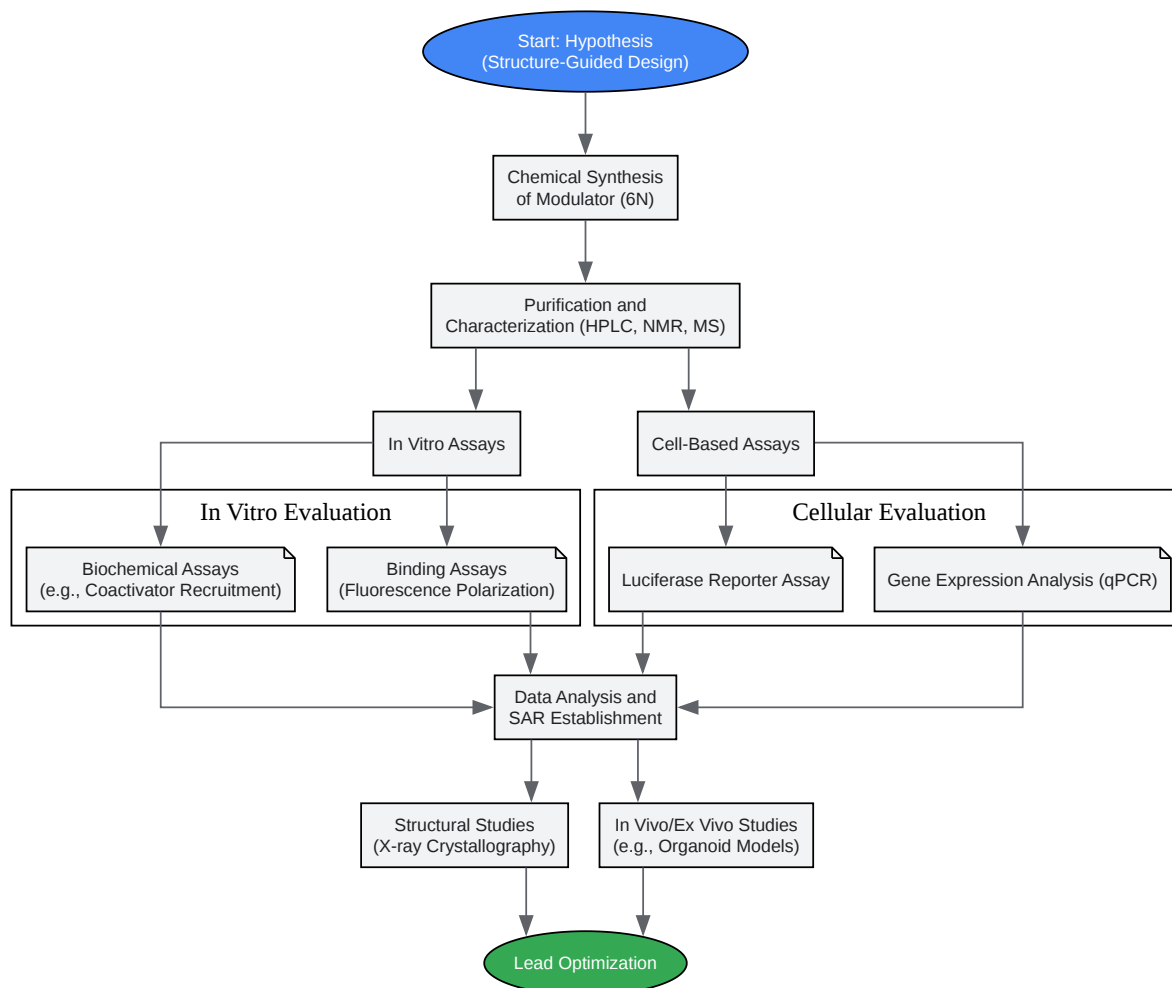 Start: Hypothesis
(Structure-Guided Design)
Chemical Synthesis
of Modulator (6N)
Purification and
Characterization (HPLC, NMR, MS)
In Vitro Assays
Cell-Based Assays
In Vitro Evaluation
Cellular Evaluation
Biochemical Assays
(e.g., Coactivator Recruitment)
Binding Assays
(Fluorescence Polarization)
Luciferase Reporter Assay
Gene Expression Analysis (qPCR)
Data Analysis and
SAR Establishment
Structural Studies
(X-ray Crystallography)
In Vivo/Ex Vivo Studies
(e.g., Organoid Models)
Lead Optimization